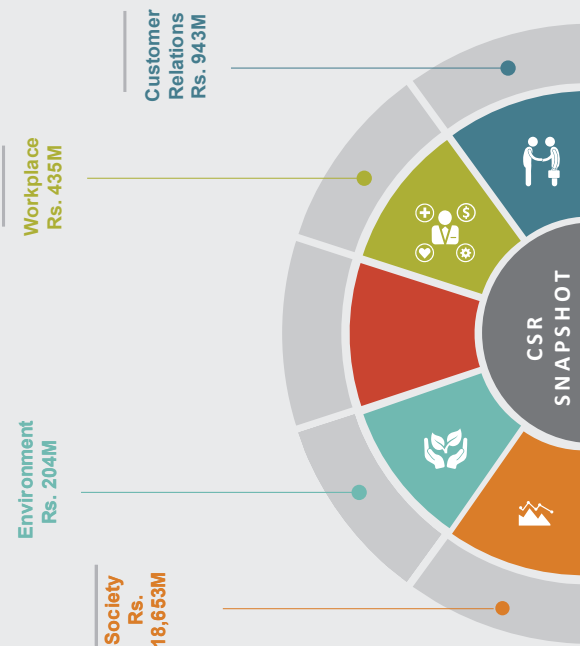 Society
Rs.
18,653M
Environment
Rs. 204M
Workplace
Rs. 435M
Customer
Relations
Rs. 943M
CSR
SNAPSHOT